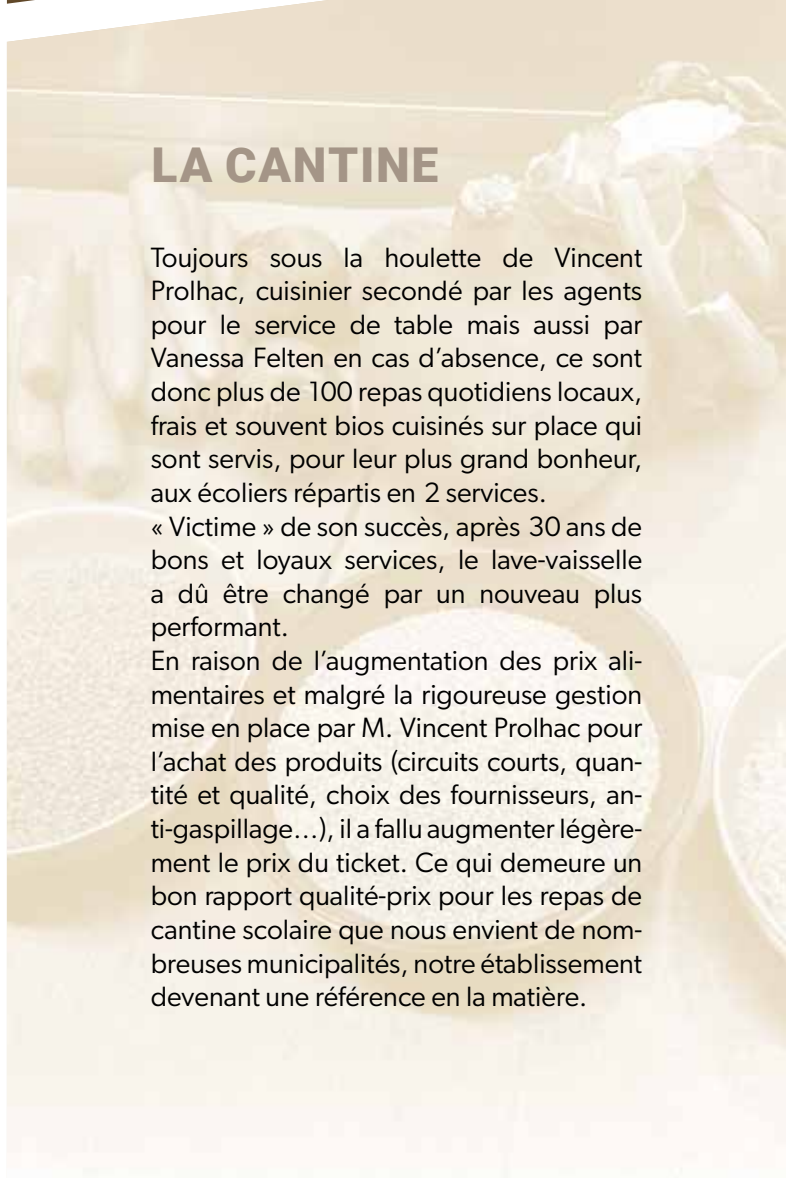 LA CANTINE
Toujours sous la houlette de Vincent
Prolhac, cuisinier secondé par les agents
pour le service de table mais aussi par
Vanessa Felten en cas d’absence, ce sont
donc plus de 100 repas quotidiens locaux,
frais et souvent bios cuisinés sur place qui
sont servis, pour leur plus grand bonheur,
aux écoliers répartis en 2 services.
« Victime » de son succès, après 30 ans de
bons et loyaux services, le lave-vaisselle
a dû être changé par un nouveau plus
performant.
En raison de l’augmentation des prix ali-
mentaires et malgré la rigoureuse gestion
mise en place par M. Vincent Prolhac pour
l’achat des produits (circuits courts, quan-
tité et qualité, choix des fournisseurs, an-
ti-gaspillage…), il a fallu augmenter légère-
ment le prix du ticket. Ce qui demeure un
bon rapport qualité-prix pour les repas de
cantine scolaire que nous envient de nom-
breuses municipalités, notre établissement
devenant une référence en la matière.